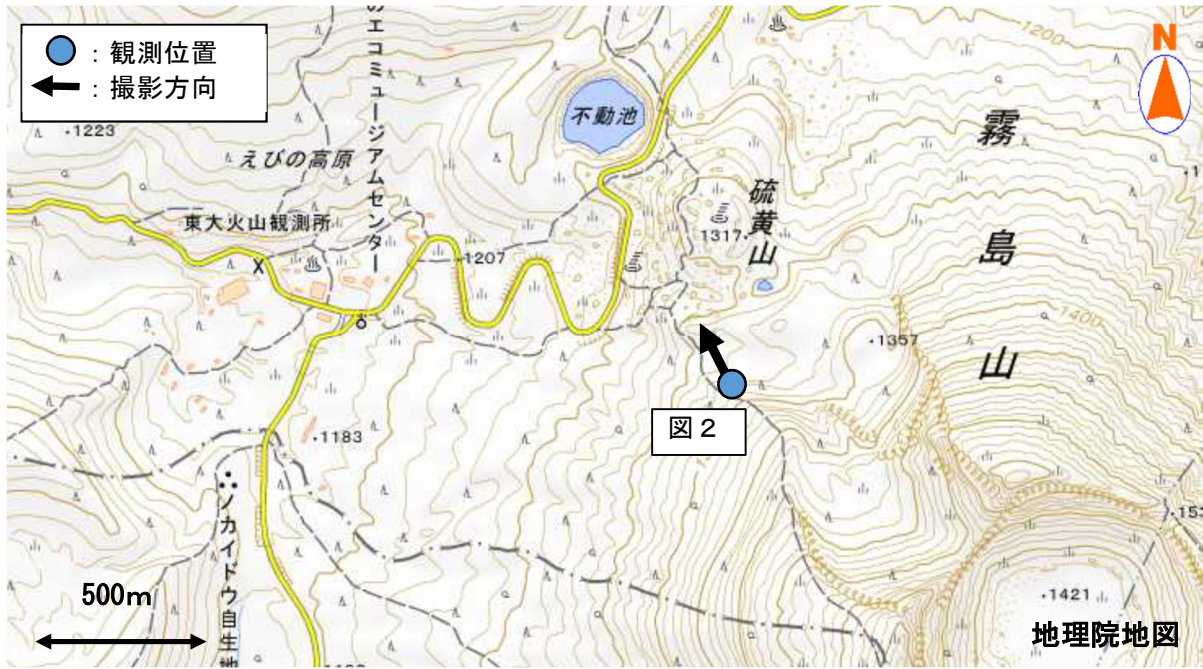 ：観測位置
：撮影方向
N
のエコミュージアムセンター
1200
不動池
・1223
えびの高原
霧島山
硫黄山
東大火山観測所
1317・
・1207
1400
・1357
図２
・1183
ノカイドウ自生地
500m
・1421
地理院地図